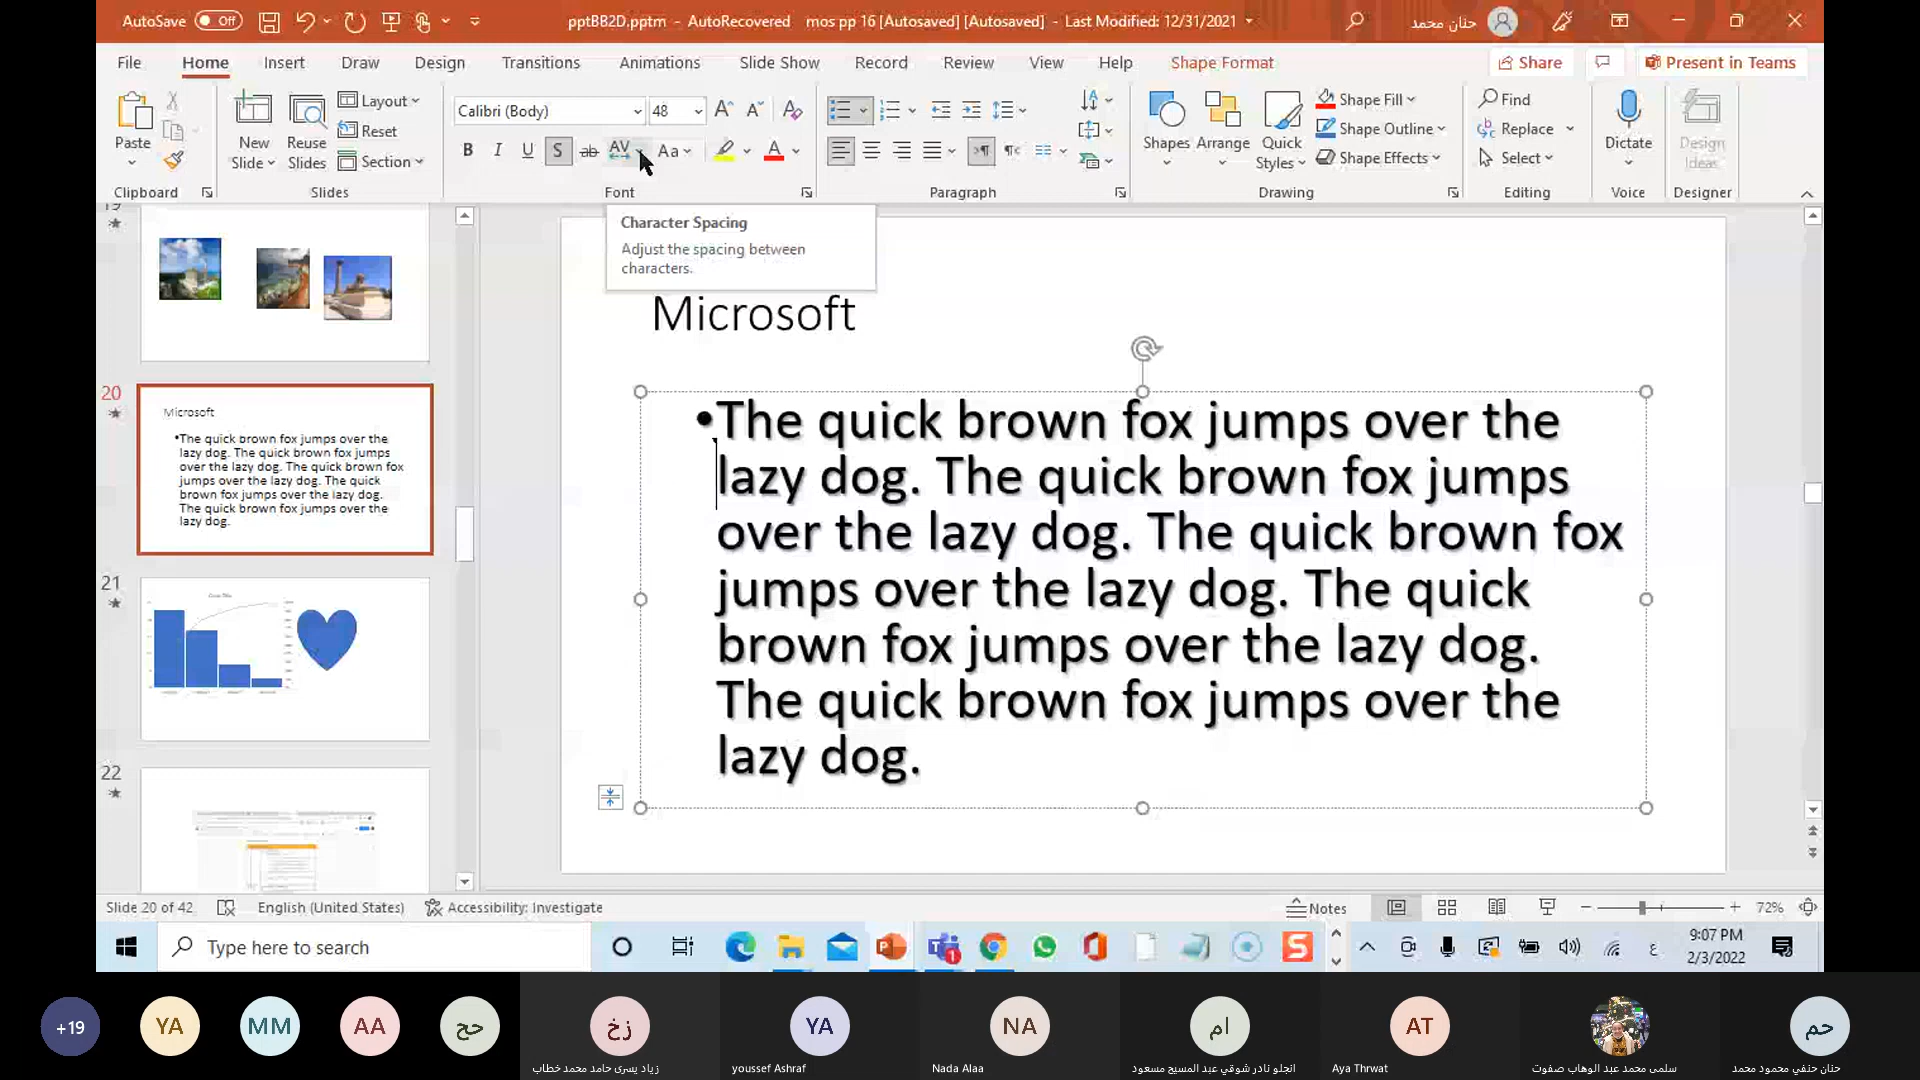 AutoSave Off pptBB2D.pptm - AutoRecovered mos pp 16 [Autosaved] [Autosaved] - Last Modified: 12/31/2021 حنان محمد
File Home Insert Draw Design Transitions Animations Slide Show Record Review View Help Shape Format Share Present in Teams
Paste
Clipboard
New Slide
Reuse Slides
Layout
Reset
Section
Slides
Calibri (Body) 48
B I U S ab AV Aa A
Font
Paragraph
Shapes
Arrange
Quick Styles
Shape Fill
Shape Outline
Shape Effects
Drawing
Find
Replace
Select
Editing
Dictate
Voice
Design Ideas
Designer
Character Spacing
Adjust the spacing between
characters.
19
20
Microsoft
•The quick brown fox jumps over the
lazy dog. The quick brown fox jumps
over the lazy dog. The quick brown fox
jumps over the lazy dog. The quick
brown fox jumps over the lazy dog.
The quick brown fox jumps over the
lazy dog.
21
22
Microsoft
•The quick brown fox jumps over the
lazy dog. The quick brown fox jumps
over the lazy dog. The quick brown fox
jumps over the lazy dog. The quick
brown fox jumps over the lazy dog.
The quick brown fox jumps over the
lazy dog.
Slide 20 of 42 English (United States) Accessibility: Investigate Notes 72%
Type here to search
1
S
ع
9:07 PM
2/3/2022
+19 YA MM AA حح زخ YA NA ام AT حم
زياد يسرى حامد محمد خطاب
youssef Ashraf
Nada Alaa
انجلو نادر شوقي عبد المسيح مسعود
Aya Thrwat
سلمى محمد عبد الوهاب صفوت
حنان حنفي محمود محمد